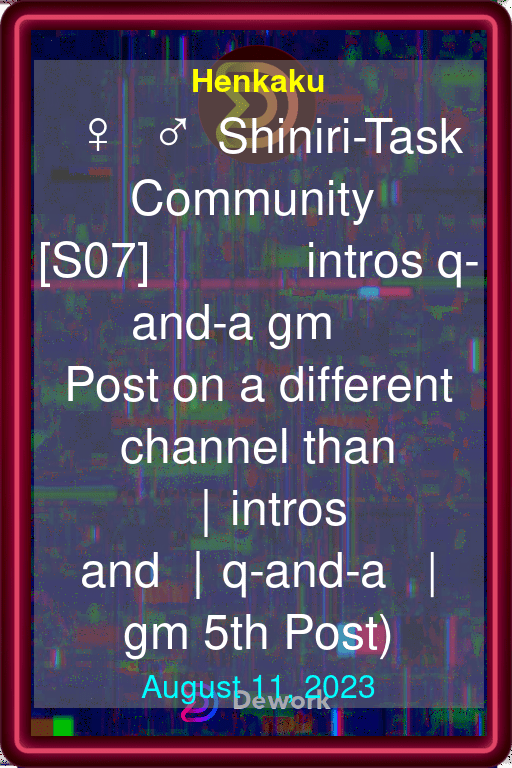 Henkaku
♀ ♂ Shiniri-Task
Community
[S07] intros q-
and-a gm
Post on a different
channel than
| intros
and | q-and-a |
gm 5th Post)
August 11, 2023
Dework